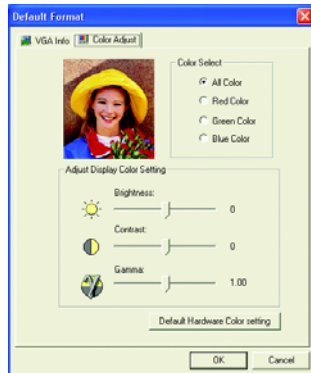 Default Format
VGA Info
Color Adjust
Color Select
All Color
Red Color
Green Color
Blue Color
Adjust Display Color Setting
Brightness:
0
Contrast:
0
Gamma:
1.00
Default Hardware Color setting
OK
Cancel